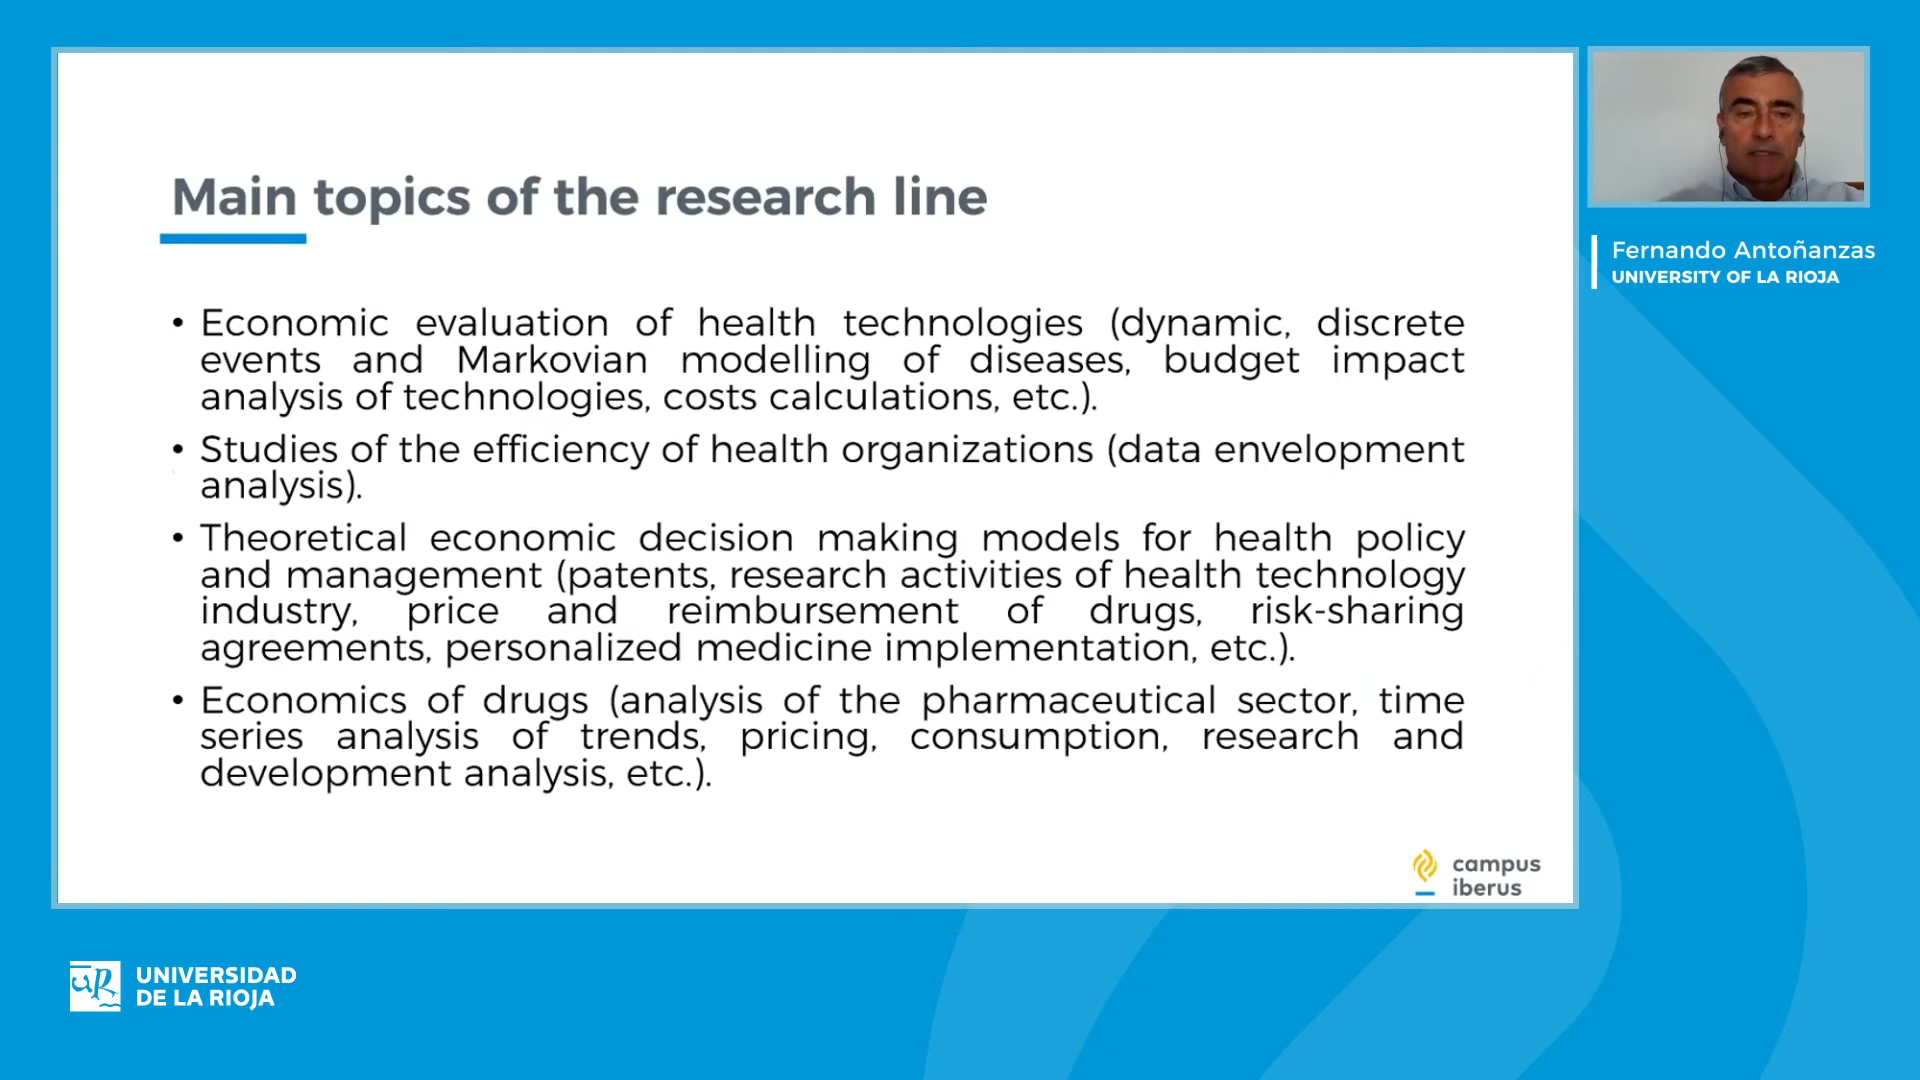 Main topics of the research line
• Economic evaluation of health technologies (dynamic, discrete
events and Markovian modelling of diseases, budget impact
analysis of technologies, costs calculations, etc.).
• Studies of the efficiency of health organizations (data envelopment
analysis).
• Theoretical economic decision making models for health policy
and management (patents, research activities of health technology
industry, price and reimbursement of drugs, risk-sharing
agreements, personalized medicine implementation, etc.).
• Economics of drugs (analysis of the pharmaceutical sector, time
series analysis of trends, pricing, consumption, research and
development analysis, etc.).
campus
iberus
Fernando Antoñanzas
UNIVERSITY OF LA RIOJA
UR
UNIVERSIDAD
DE LA RIOJA